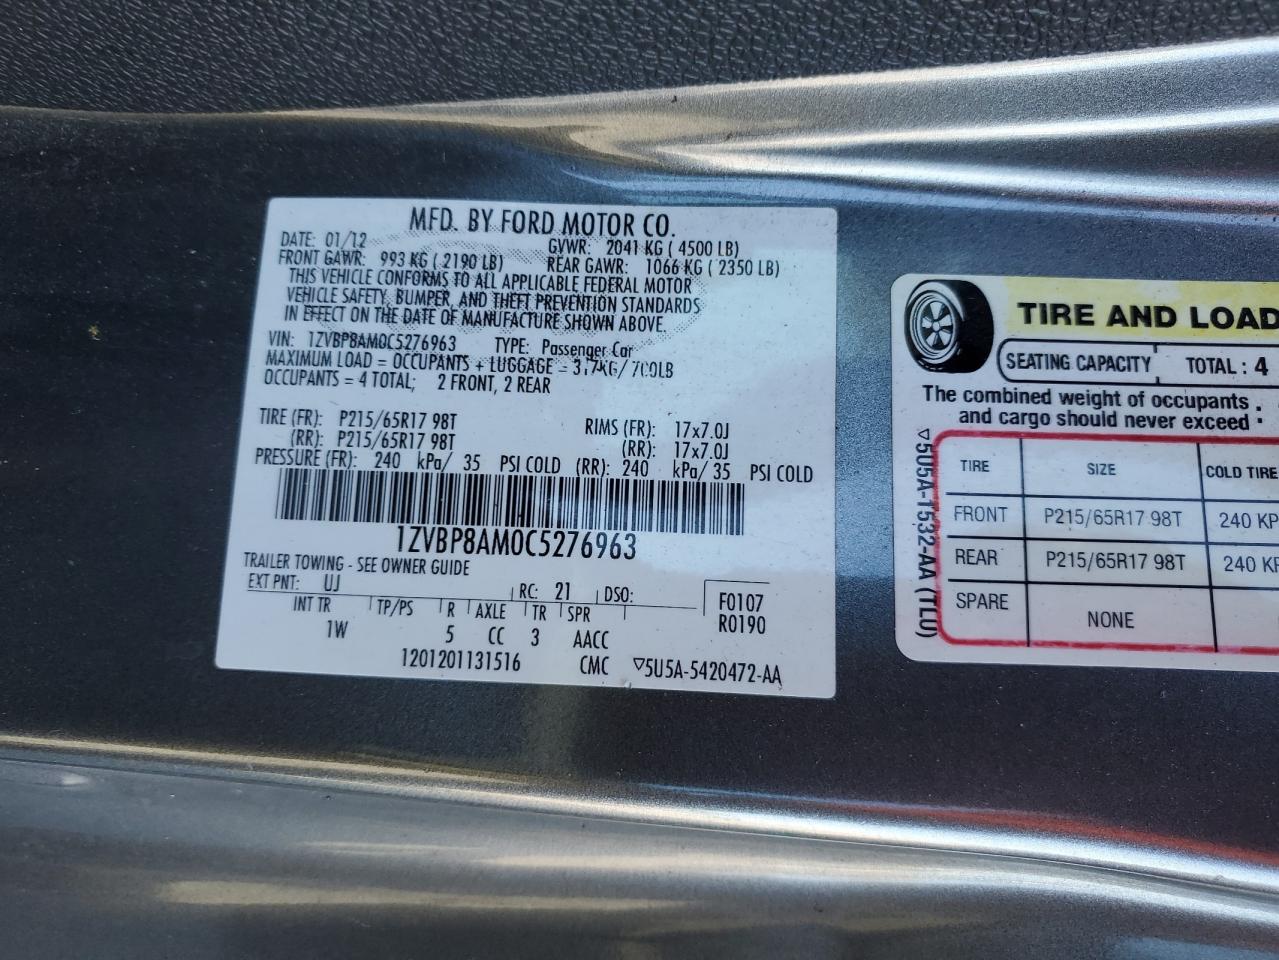 MFD. BY FORD MOTOR CO.
DATE: 01/12 GVWR: 2041 KG ( 4500 LB)
FRONT GAWR: 993 KG ( 2190 LB) REAR GAWR: 1066 KG ( 2350 LB)
THIS VEHICLE CONFORMS TO ALL APPLICABLE FEDERAL MOTOR
VEHICLE SAFETY, BUMPER, AND THEFT PREVENTION STANDARDS
IN EFFECT ON THE DATE OF MANUFACTURE SHOWN ABOVE.
VIN: 1ZVBP8AM0C5276963 TYPE: Passenger Car
MAXIMUM LOAD = OCCUPANTS + LUGGAGE =
OCCUPANTS = 4 TOTAL; 2 FRONT, 2 REAR
TIRE (FR): P215/65R17 98T RIMS (FR): 17x7.0J
(RR): P215/65R17 98T (RR): 17x7.0J
PRESSURE (FR): 240 kPa/ 35 PSI COLD (RR): 240 kPa/ 35 PSI COLD
1ZVBP8AM0C5276963
TRAILER TOWING - SEE OWNER GUIDE
EXT PNT: UJ RC: 21 DSO: F0107
INT TR TP/PS R AXLE TR SPR R0190
1W 5 CC 3 AACC
1201201131516 CMC ▽5U5A-5420472-AA
TIRE AND LOAD
SEATING CAPACITY TOTAL : 4
The combined weight of occupants :
and cargo should never exceed :
TIRE SIZE COLD TIRE
FRONT P215/65R17 98T 240 KP
REAR P215/65R17 98T 240 KP
SPARE NONE
▽5U5A-1532-AA (TL0)